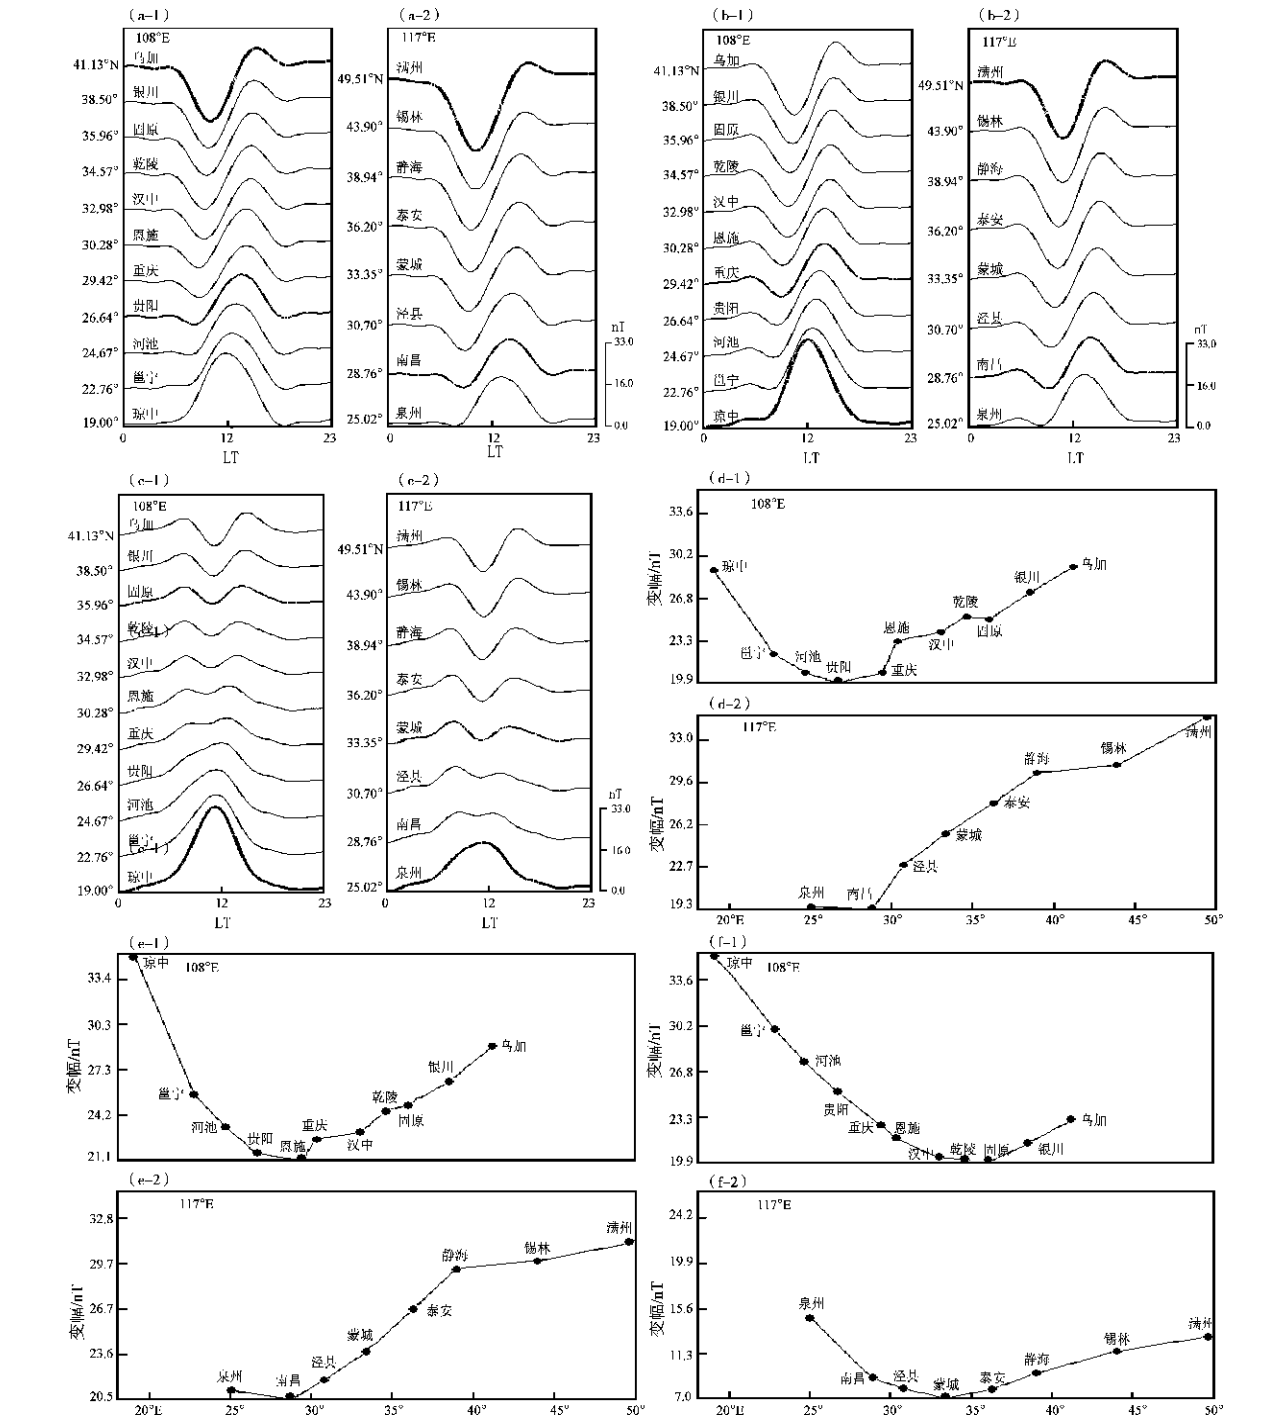 (a-1)
108°E
乌加
41.13°N
银川
38.50°
固原
35.96°
乾陵
34.57°
汉中
32.98°
恩施
30.28°
重庆
29.42°
贵阳
26.64°
河池
24.67°
邕宁
22.76°
琼中
19.00°
0 12 23
LT
(a-2)
117°E
满州
49.51°N
锡林
43.90°
静海
38.94°
泰安
36.20°
蒙城
33.35°
泾县
30.70°
南昌
28.76°
泉州
25.02°
0 12 23
LT
nT
33.0
16.0
0.0
(b-1)
108°E
乌加
41.13°N
银川
38.50°
固原
35.96°
乾陵
34.57°
汉中
32.98°
恩施
30.28°
重庆
29.42°
贵阳
26.64°
河池
24.67°
邕宁
22.76°
琼中
19.00°
0 12 23
LT
(b-2)
117°E
满州
49.51°N
锡林
43.90°
静海
38.94°
泰安
36.20°
蒙城
33.35°
泾县
30.70°
南昌
28.76°
泉州
25.02°
0 12 23
LT
nT
33.0
16.0
0.0
(c-1)
108°E
乌加
41.13°N
银川
38.50°
固原
35.96°
乾陵
34.57°
汉中
32.98°
恩施
30.28°
重庆
29.42°
贵阳
26.64°
河池
24.67°
邕宁
22.76°
琼中
19.00°
0 12 23
LT
(c-2)
117°E
满州
49.51°N
锡林
43.90°
静海
38.94°
泰安
36.20°
蒙城
33.35°
泾县
30.70°
南昌
28.76°
泉州
25.02°
0 12 23
LT
nT
33.0
16.0
0.0
(d-1)
108°E
33.6
30.2
26.8
23.3
19.9
变幅/nT
琼中
邕宁
河池
贵阳
重庆
恩施
汉中
乾陵
固原
银川
乌加
(d-2)
117°E
33.0
29.6
26.2
22.7
19.3
变幅/nT
泉州
南昌
泾县
蒙城
泰安
静海
锡林
满州
20°E 25° 30° 35° 40° 45° 50°
(e-1)
108°E
33.4
30.3
27.3
24.2
21.1
变幅/nT
琼中
邕宁
河池
贵阳
恩施
重庆
汉中
乾陵
固原
银川
乌加
(e-2)
117°E
32.8
29.7
26.7
23.6
20.5
变幅/nT
泉州
南昌
泾县
蒙城
泰安
静海
锡林
满州
20°E 25° 30° 35° 40° 45° 50°
(f-1)
108°E
33.6
30.2
26.8
23.3
19.9
变幅/nT
琼中
邕宁
河池
贵阳
重庆
恩施
汉中
乾陵
固原
银川
乌加
(f-2)
117°E
24.2
19.9
15.6
11.3
7.0
变幅/nT
泉州
南昌
泾县
蒙城
泰安
静海
锡林
满州
20°E 25° 30° 35° 40° 45° 50°